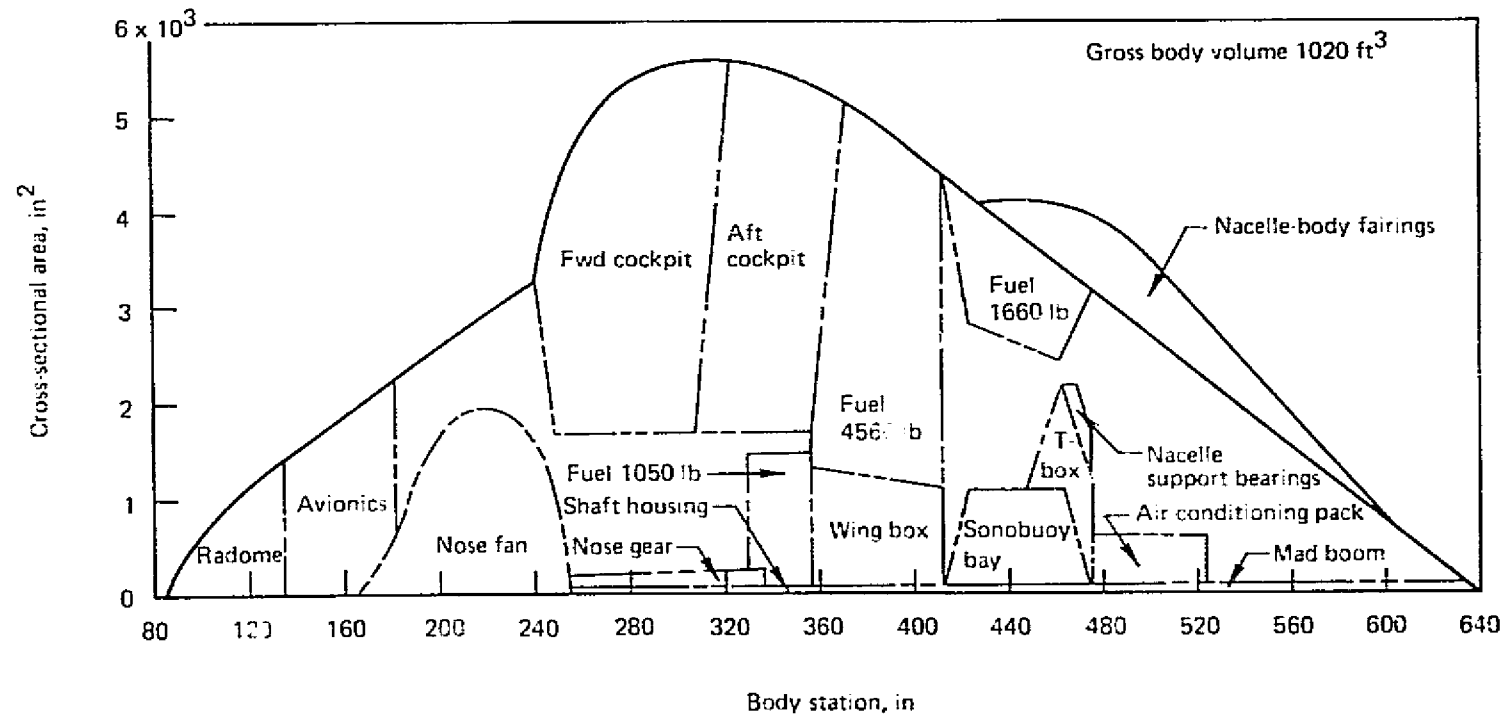 6 x 10³
Gross body volume 1020 ft³
5
4
3
2
1
0
Cross-sectional area, in²
Fwd cockpit
Aft
cockpit
Nacelle-body fairings
Fuel
1660 lb
Fuel
Avionics
Radome
Nose fan
Fuel 1050 lb
Shaft housing
Nose gear
Wing box
Sonobuoy
bay
T-
box
Nacelle
support bearings
Air conditioning pack
Mad boom
80 160 200 240 280 320 360 400 440 480 520 560 600 640
Body station, in